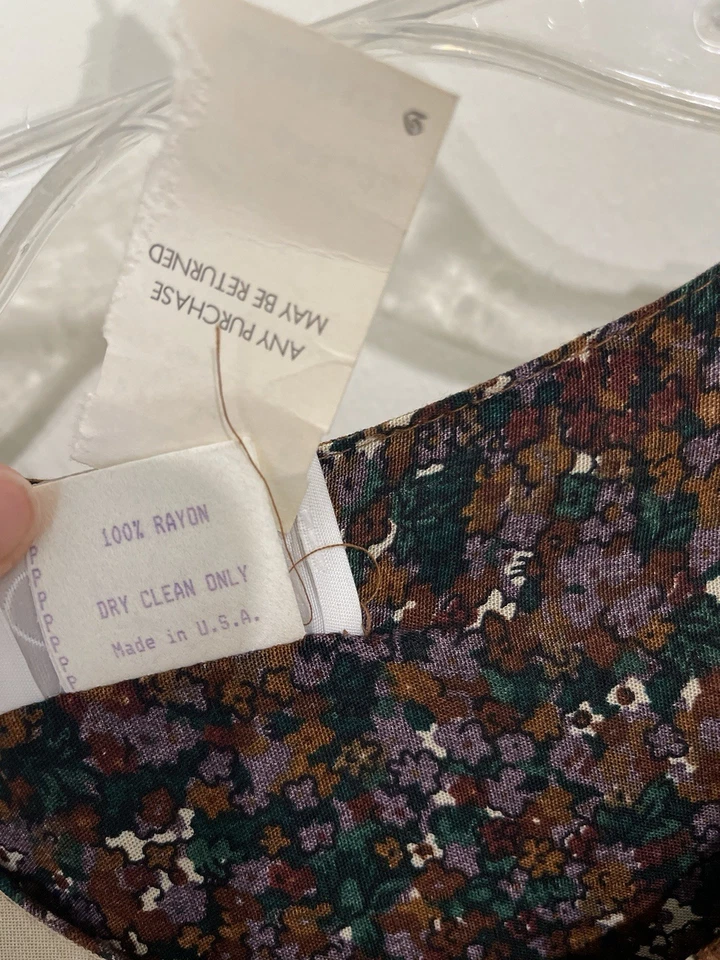 ANY PURCHASE
MAY BE RETURNED
100% RAYON
DRY CLEAN ONLY
Made in U.S.A.
P
P
P
P
P
P
P